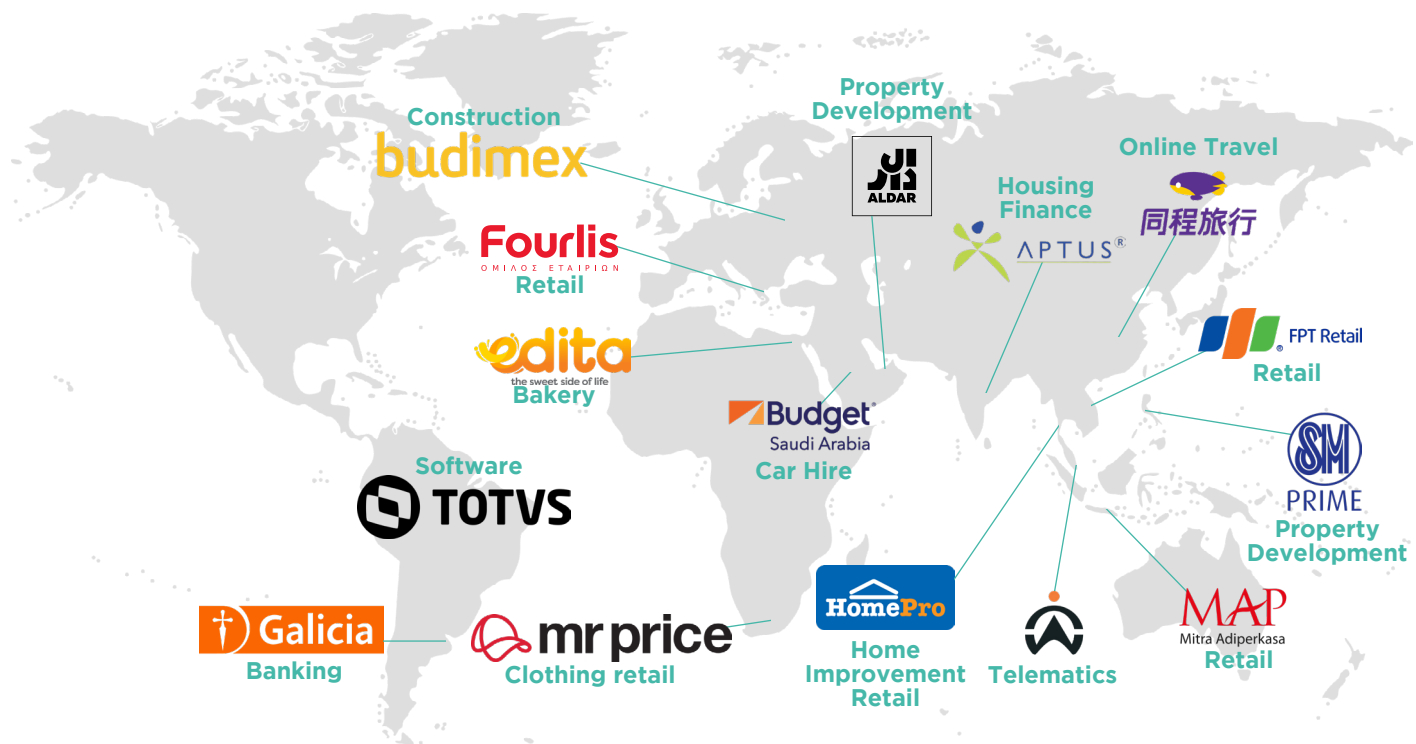 Property
Development
ALDAR
Construction
budimex
Online Travel
同程旅行
Housing
Finance
APTUS®
Fourlis
ΟΜΙΛΟΣ ΕΤΑΙΡΙΩΝ
Retail
edita
the sweet side of life
Bakery
FPT Retail
®
Retail
Budget®
Saudi Arabia
Car Hire
SM
PRIME
Property
Development
Software
TOTVS
Galicia
Banking
mr price
Clothing retail
HomePro
Home
Improvement
Retail
Telematics
MAP
Mitra Adiperkasa
Retail